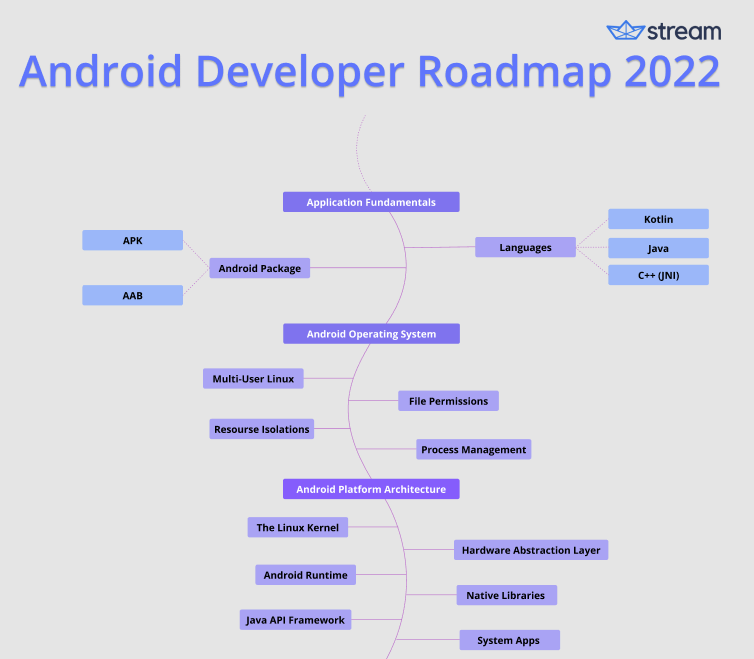 stream
Android Developer Roadmap 2022
Application Fundamentals
Languages
Kotlin
Java
C++ (JNI)
Android Package
APK
AAB
Android Operating System
Multi-User Linux
File Permissions
Resourse Isolations
Process Management
Android Platform Architecture
The Linux Kernel
Hardware Abstraction Layer
Android Runtime
Native Libraries
Java API Framework
System Apps